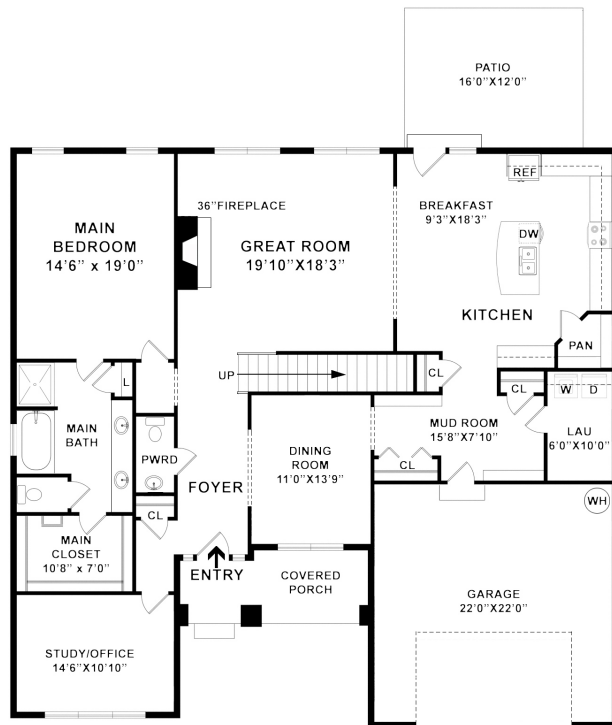 PATIO
16'0"X12'0"
REF
36"FIREPLACE
BREAKFAST
9'3"X18'3"
MAIN
BEDROOM
14'6" x 19'0"
GREAT ROOM
19'10"X18'3"
DW
KITCHEN
PAN
UP
CL
L
CL
W D
MAIN
BATH
MUD ROOM
15'8"X7'10"
LAU
6'0"X10'0"
PWRD
DINING
ROOM
11'0"X13'9"
CL
FOYER
WH
CL
MAIN
CLOSET
10'8" x 7'0"
ENTRY
COVERED
PORCH
GARAGE
22'0"X22'0"
STUDY/OFFICE
14'6"X10'10"